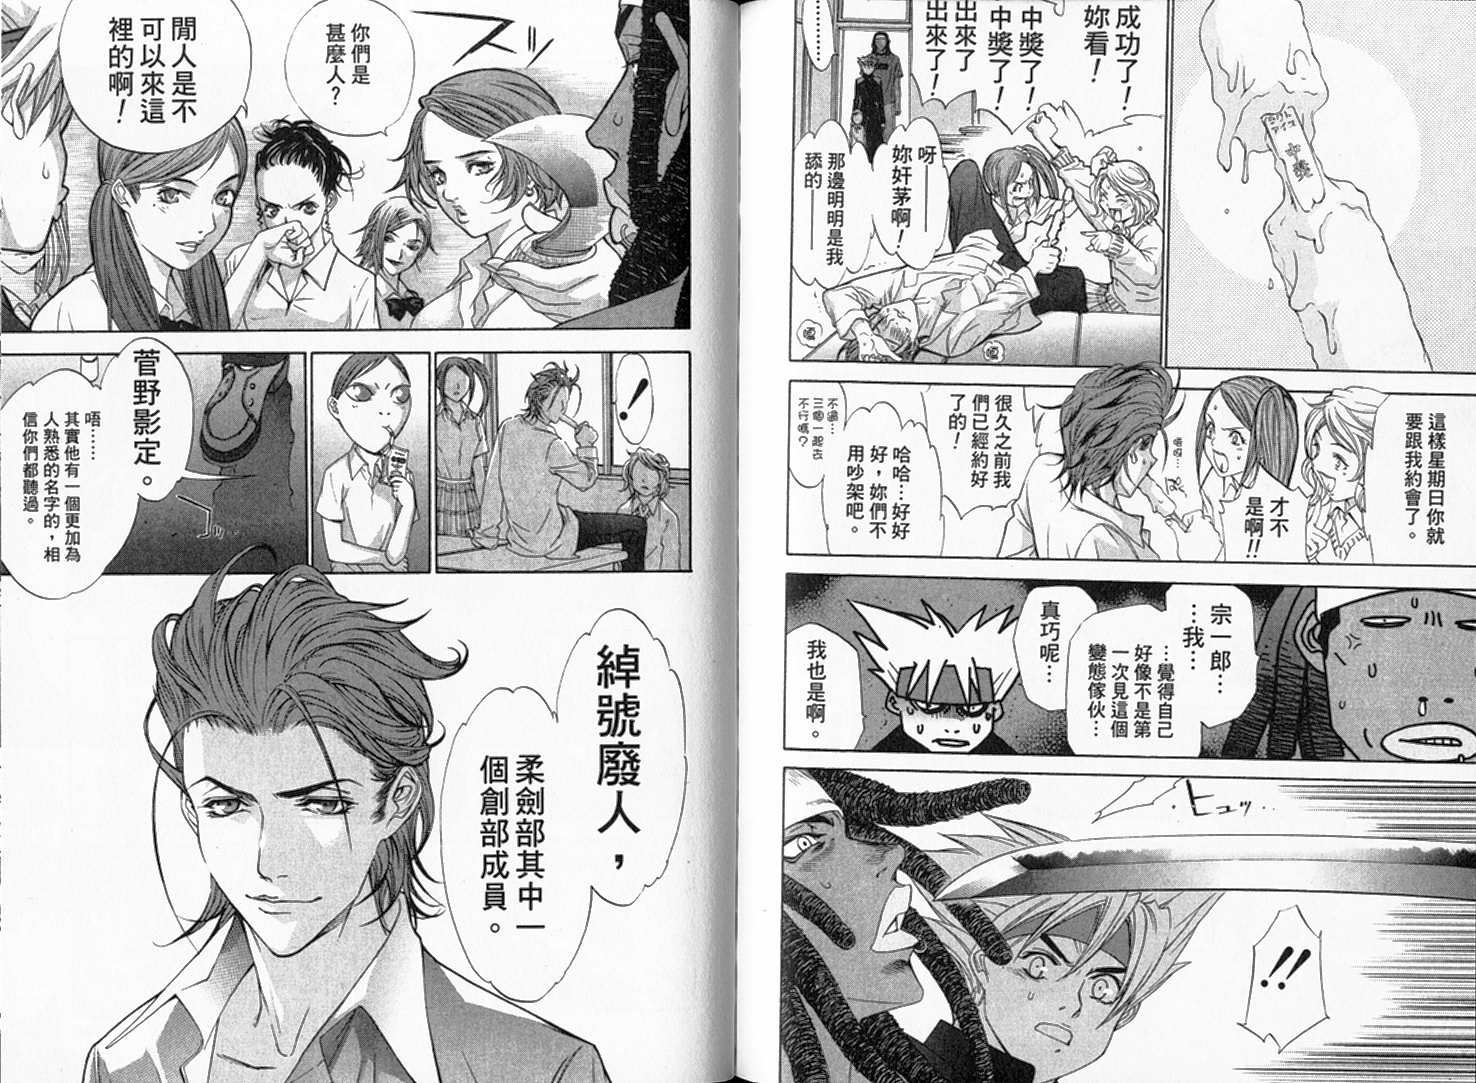 成功了！
妳看！
中獎了！
中獎了！
出來了
出來了！
………
中獎
呀——
妳奸茅啊！
那邊明明是我
舔的——
這樣星期日你就
要跟我約會了。
才不
是啊!!
很久之前我
們已經約好
了的！
哈哈…好好
好，妳們不
用吵架吧。
不過…
三個一起去
不行嗎？
宗一郎…
…我…
…覺得自己
好像不是第
一次見這個
變態傢伙…
真巧呢…
我也是啊。
ヒュッ…
!!
你們是
甚麼人？
閒人是不
可以來這
裡的啊！
！
菅野影定。
唔……
其實他有一個更加為
人熟悉的名字的，相
信你們都聽過。
綽號廢人，
柔劍部其中一
個創部成員。